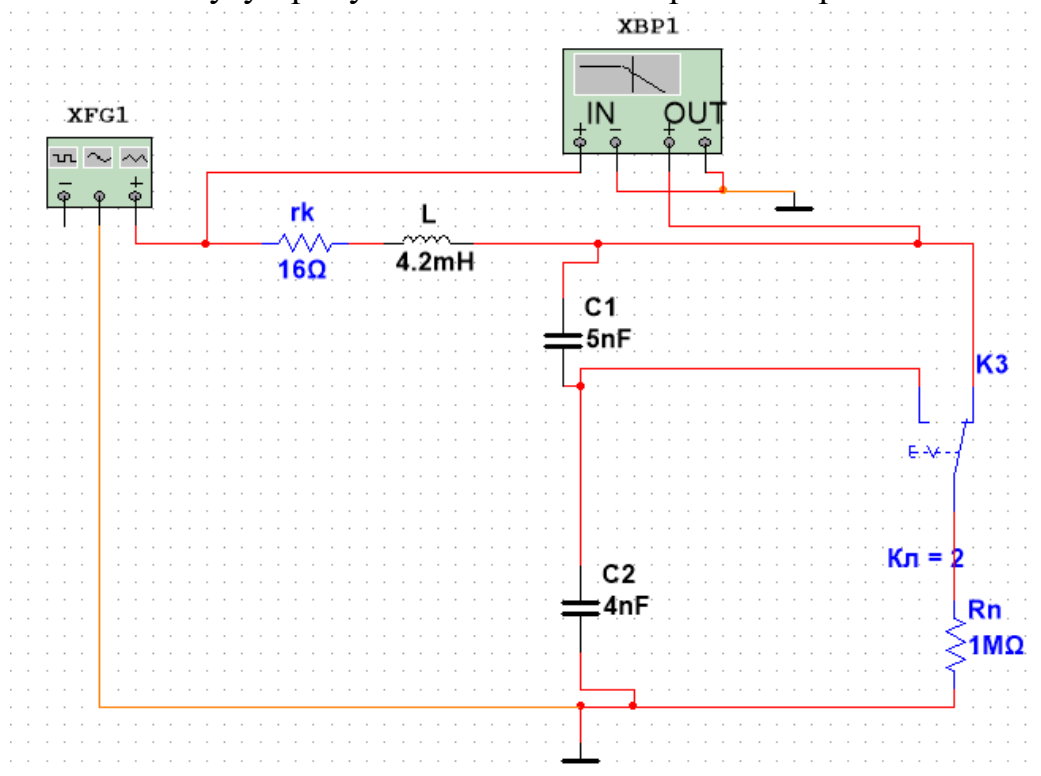 XBP1
IN OUT
+ − + −
XFG1
− +
rk
16Ω
L
4.2mH
C1
5nF
K3
E
Кл = 2
C2
4nF
Rn
1MΩ